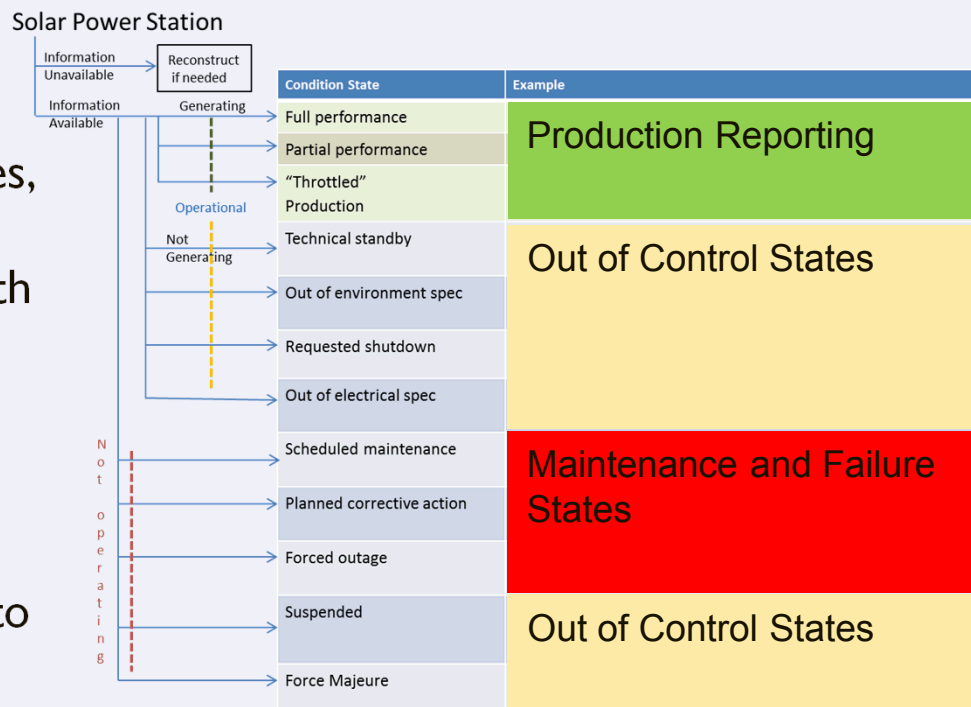 Solar Power Station
Information
Unavailable
Reconstruct
if needed
Information
Available
Generating
Operational
Not
Generating
Not operating
es,
th
to
Condition State
Example
Full performance
Partial performance
"Throttled"
Production
Technical standby
Out of environment spec
Requested shutdown
Out of electrical spec
Scheduled maintenance
Planned corrective action
Forced outage
Suspended
Force Majeure
Production Reporting
Out of Control States
Maintenance and Failure
States
Out of Control States